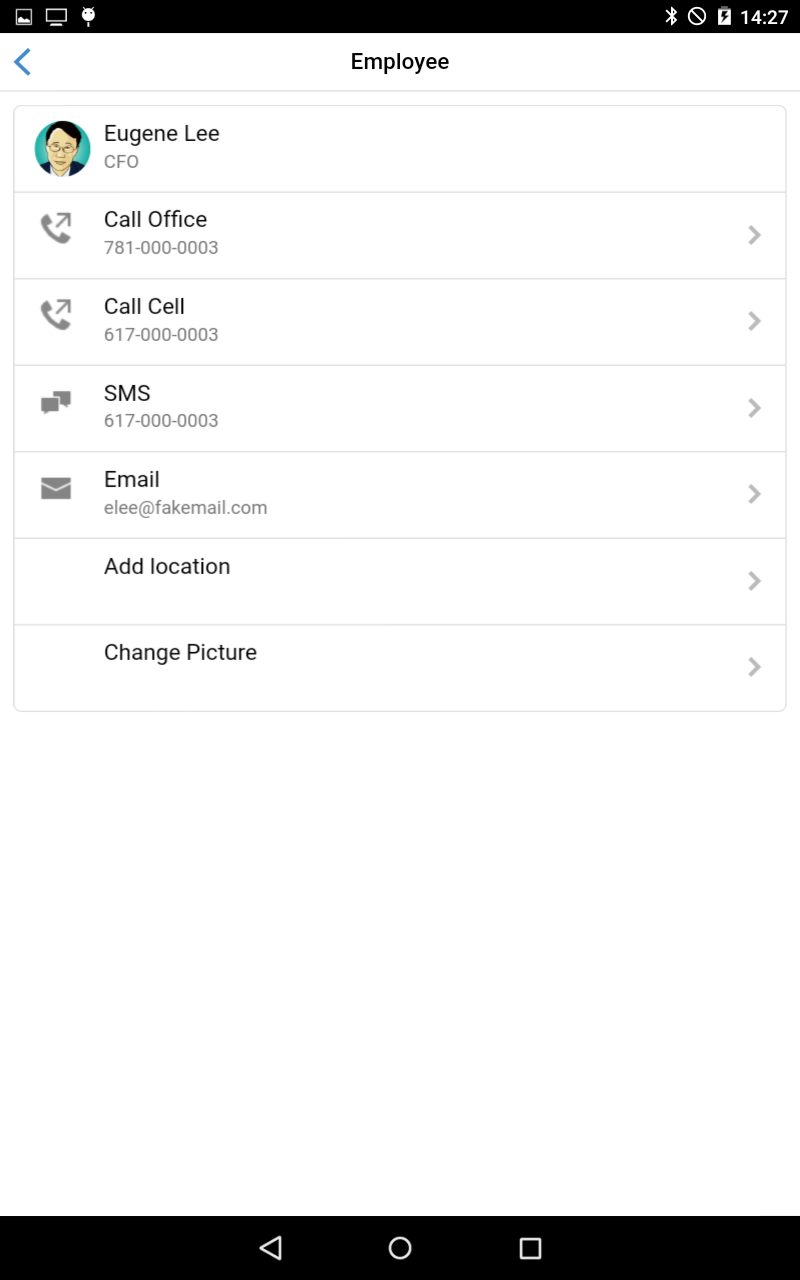 14:27
Employee
Eugene Lee
CFO
Call Office
781-000-0003
Call Cell
617-000-0003
SMS
617-000-0003
Email
elee@fakemail.com
Add location
Change Picture